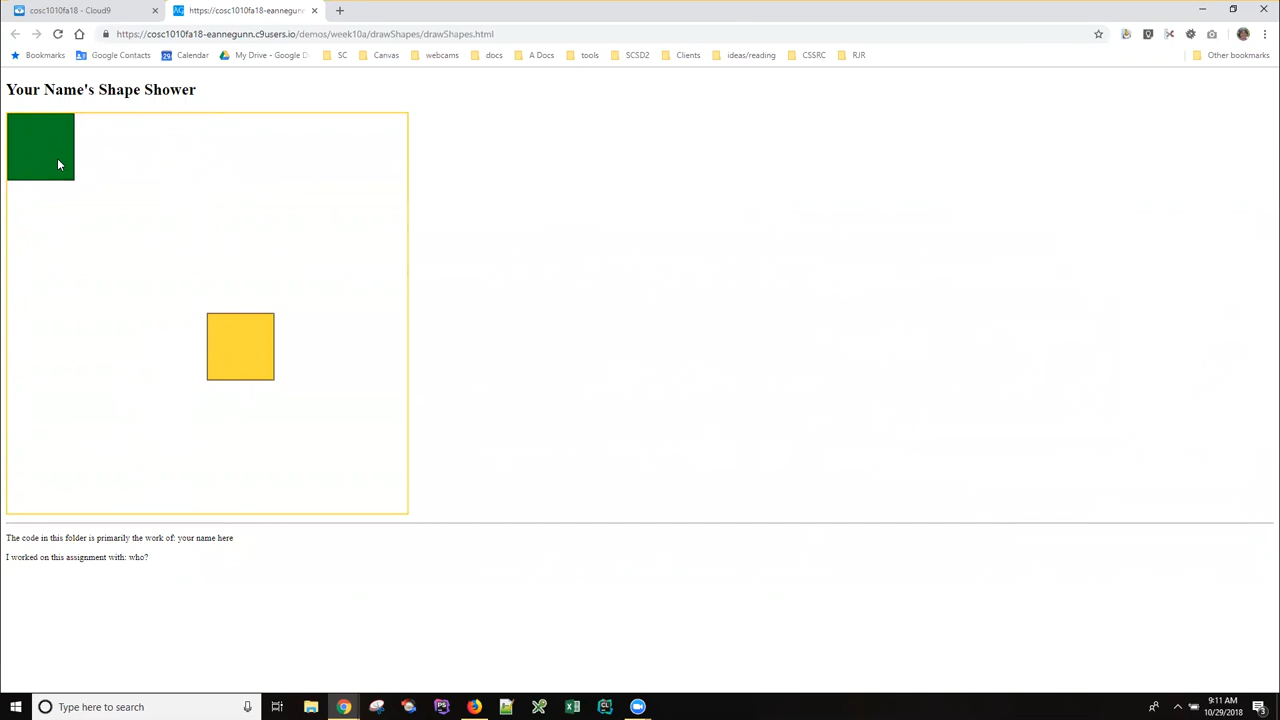 cosc1010fa18 - Cloud9
https://cosc1010fa18-eannegunn
https://cosc1010fa18-eannegunn.c9users.io/demos/week10a/drawShapes/drawShapes.html
Bookmarks Google Contacts Calendar My Drive - Google D SC Canvas webcams docs A Docs tools SCSD2 Clients ideas/reading CSSRC RJR Other bookmarks
Your Name's Shape Shower
The code in this folder is primarily the work of: your name here
I worked on this assignment with: who?
Type here to search
9:11 AM
10/29/2018